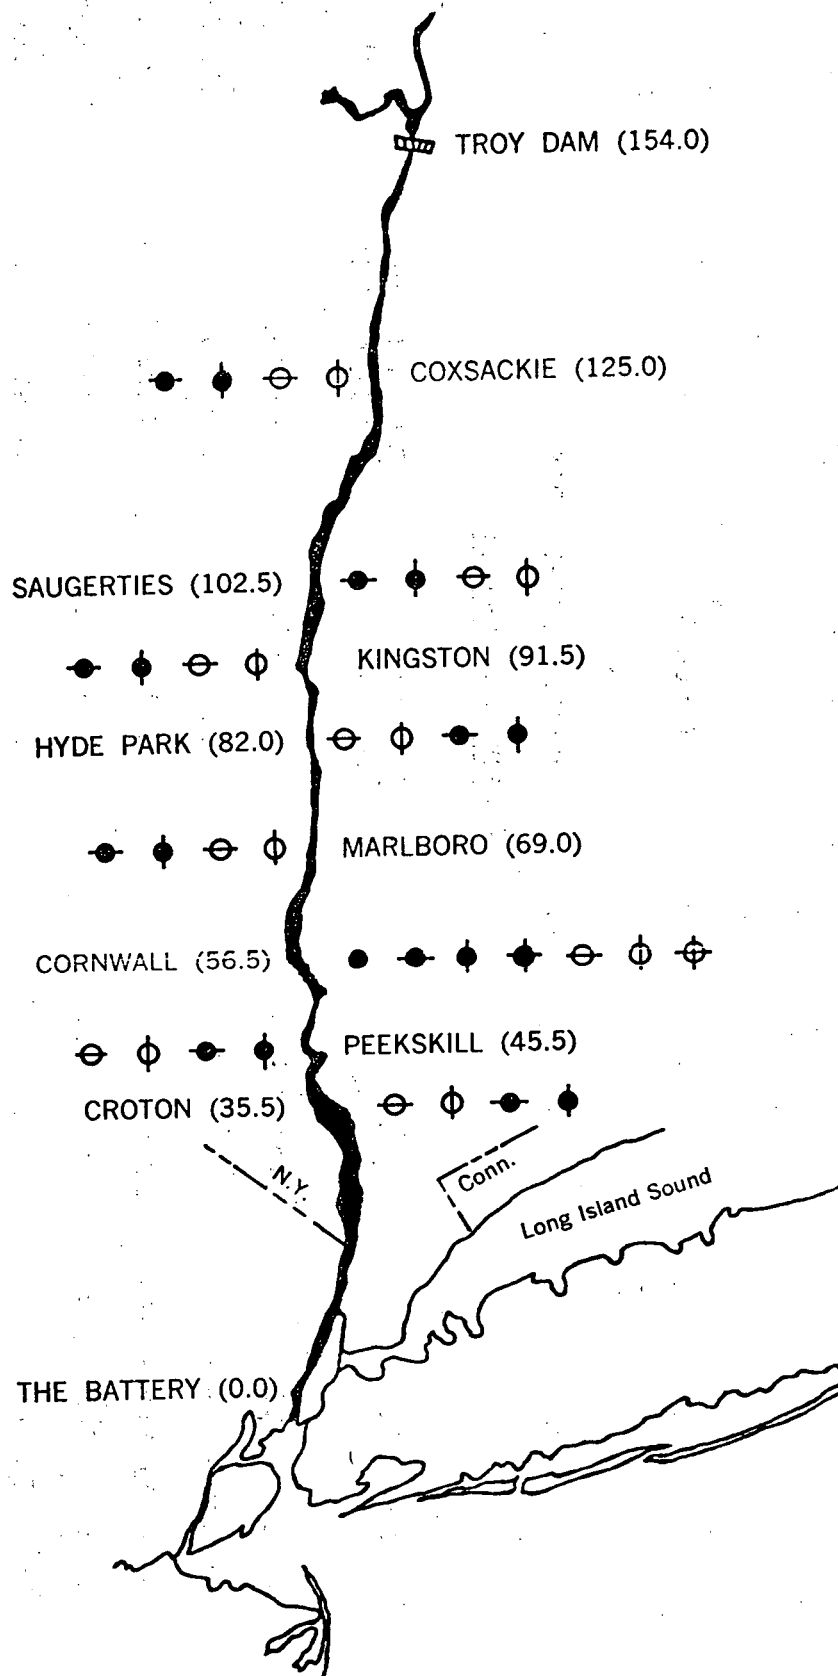 TROY DAM (154.0)
COXSACKIE (125.0)
SAUGERTIES (102.5)
KINGSTON (91.5)
HYDE PARK (82.0)
MARLBORO (69.0)
CORNWALL (56.5)
PEEKSKILL (45.5)
CROTON (35.5)
N.Y.
Conn.
Long Island Sound
THE BATTERY (0.0)